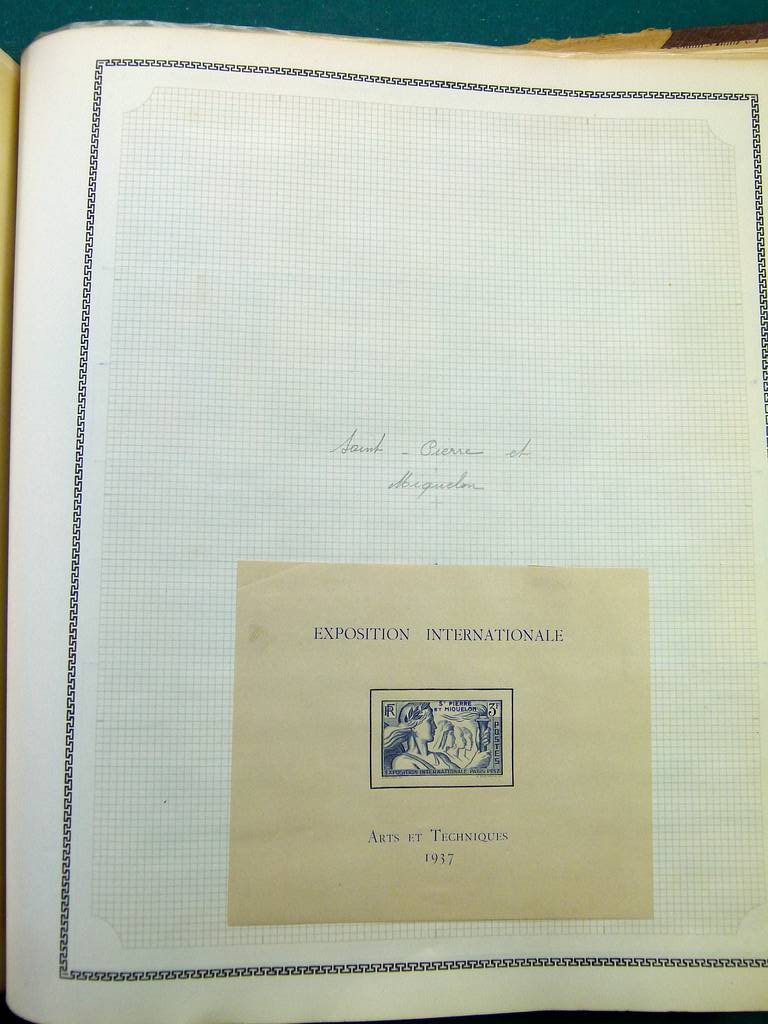 Saint - Pierre et
Miquelon
EXPOSITION INTERNATIONALE
RF
St PIERRE
ET MIQUELON
3F
POSTES
EXPOSITION INTERNATIONALE PARIS 1937
ARTS ET TECHNIQUES
1937